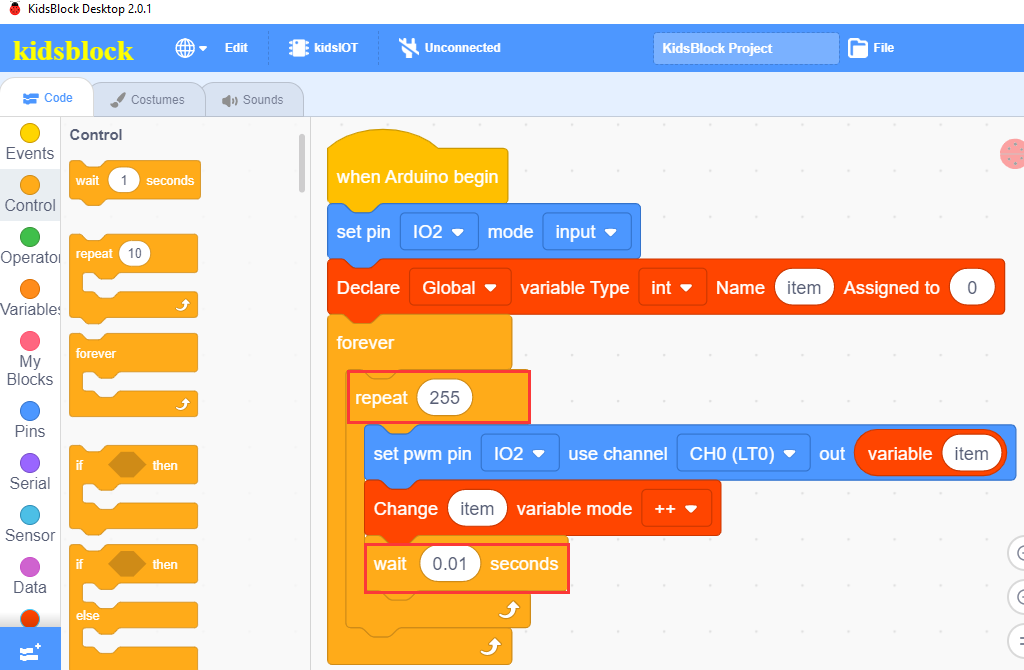 KidsBlock Desktop 2.0.1
kidsblock
Edit
kidsIOT
Unconnected
KidsBlock Project
File
Code
Costumes
Sounds
Events
Control
Operator
Variables
My
Blocks
Pins
Serial
Sensor
Data
Control
wait 1 seconds
repeat 10
forever
if then
if then
else
when Arduino begin
set pin IO2 mode input
Declare Global variable Type int Name item Assigned to 0
forever
repeat 255
set pwm pin IO2 use channel CH0 (LT0) out variable item
Change item variable mode ++
wait 0.01 seconds